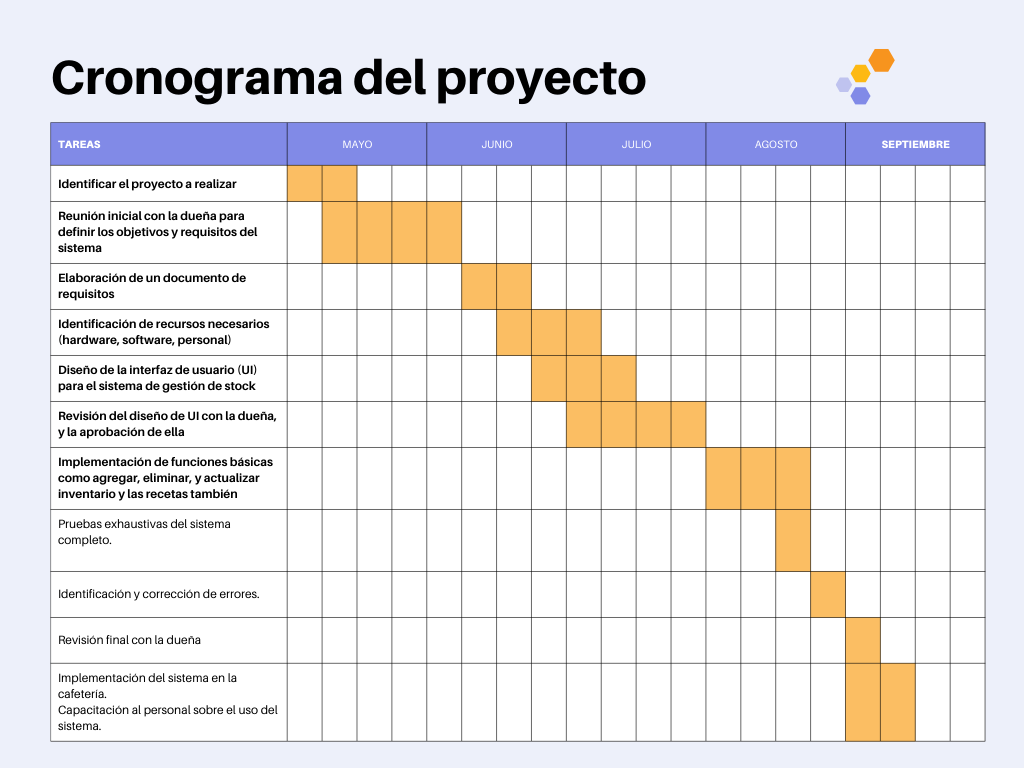 Cronograma del proyecto
TAREAS MAYO JUNIO JULIO AGOSTO SEPTIEMBRE
Identificar el proyecto a realizar
Reunión inicial con la dueña para
definir los objetivos y requisitos del
sistema
Elaboración de un documento de
requisitos
Identificación de recursos necesarios
(hardware, software, personal)
Diseño de la interfaz de usuario (UI)
para el sistema de gestión de stock
Revisión del diseño de UI con la dueña,
y la aprobación de ella
Implementación de funciones básicas
como agregar, eliminar, y actualizar
inventario y las recetas también
Pruebas exhaustivas del sistema
completo.
Identificación y corrección de errores.
Revisión final con la dueña
Implementación del sistema en la
cafetería.
Capacitación al personal sobre el uso del
sistema.